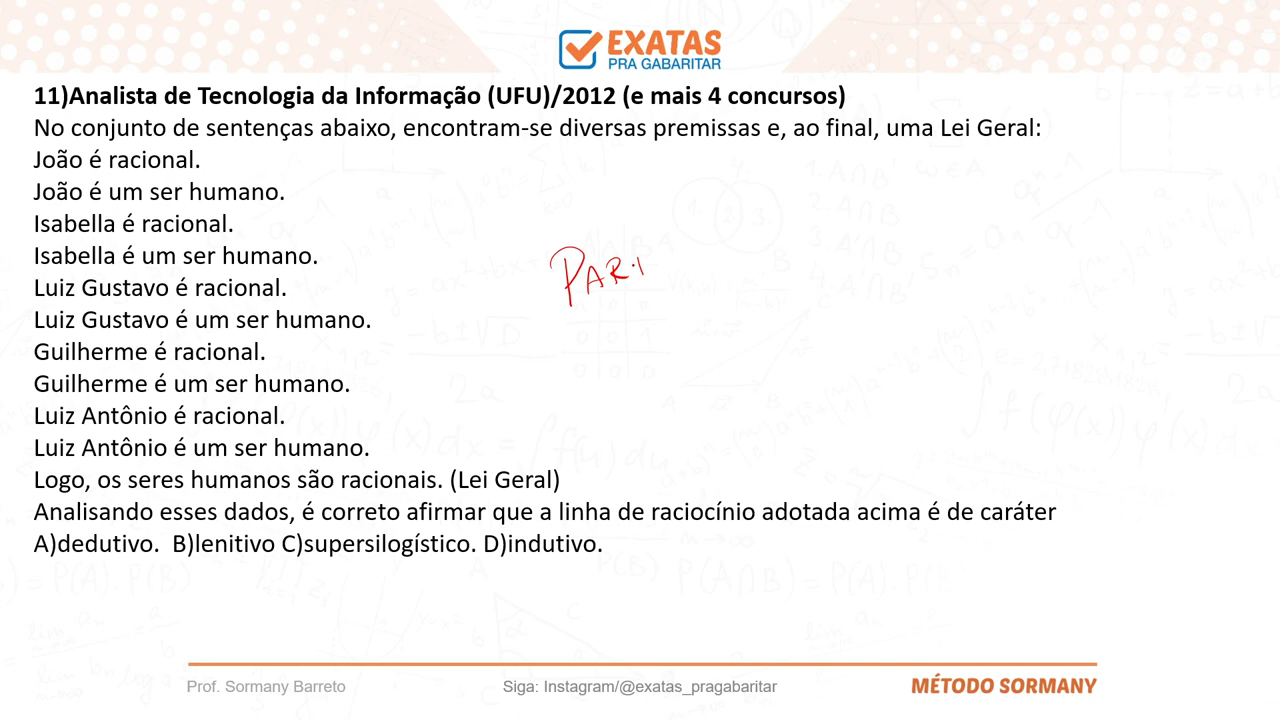 EXATAS
PRA GABARITAR
11)Analista de Tecnologia da Informação (UFU)/2012 (e mais 4 concursos)
No conjunto de sentenças abaixo, encontram-se diversas premissas e, ao final, uma Lei Geral:
João é racional.
João é um ser humano.
Isabella é racional.
Isabella é um ser humano.
Luiz Gustavo é racional.
Luiz Gustavo é um ser humano.
Guilherme é racional.
Guilherme é um ser humano.
Luiz Antônio é racional.
Luiz Antônio é um ser humano.
Logo, os seres humanos são racionais. (Lei Geral)
Analisando esses dados, é correto afirmar que a linha de raciocínio adotada acima é de caráter
A)dedutivo.  B)lenitivo C)supersilogístico. D)indutivo.
PAR
Prof. Sormany Barreto
Siga: Instagram/@exatas_pragabaritar
MÉTODO SORMANY